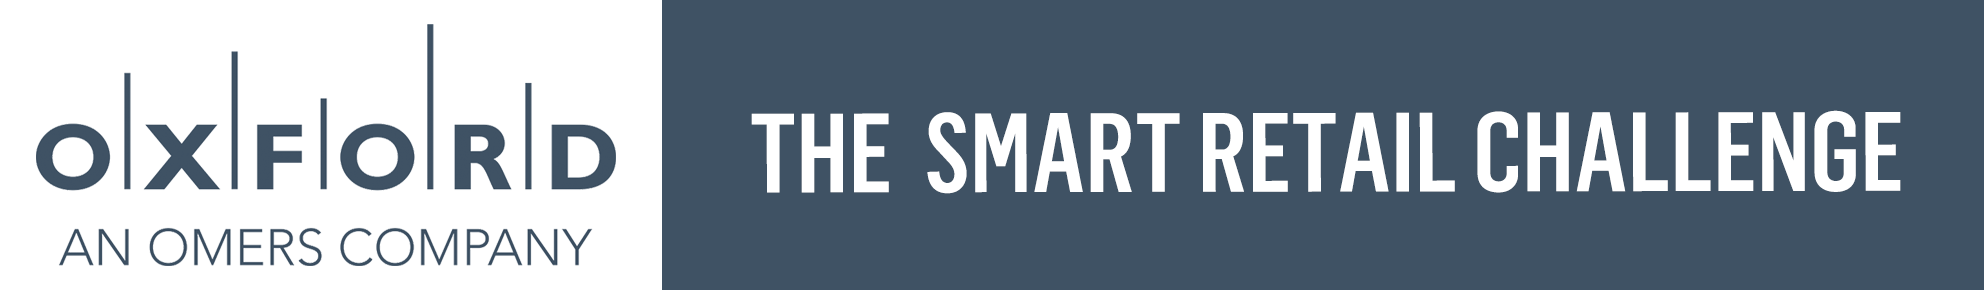 OXFORD
AN OMERS COMPANY
THE SMART RETAIL CHALLENGE